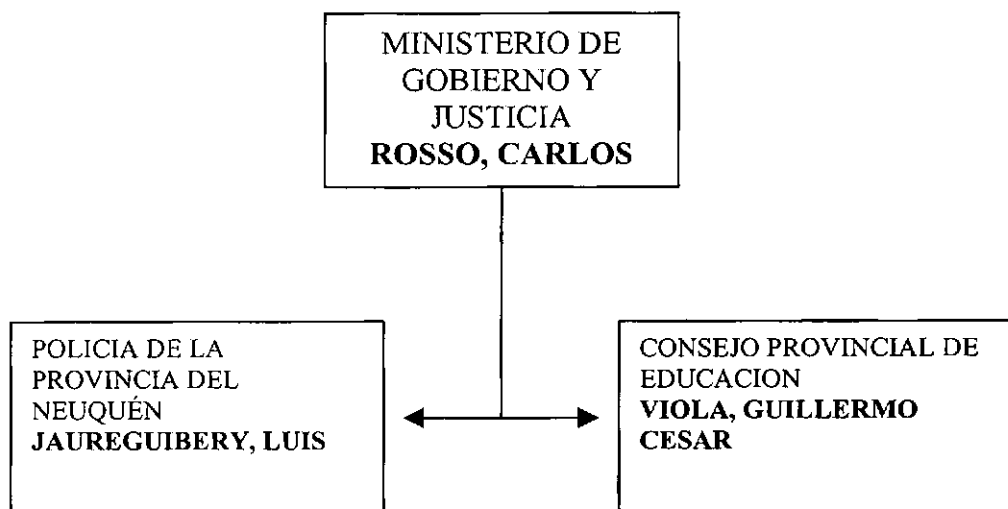 MINISTERIO DE
GOBIERNO Y
JUSTICIA
ROSSO, CARLOS
POLICIA DE LA
PROVINCIA DEL
NEUQUÉN
JAUREGUIBERY, LUIS
CONSEJO PROVINCIAL DE
EDUCACION
VIOLA, GUILLERMO
CESAR